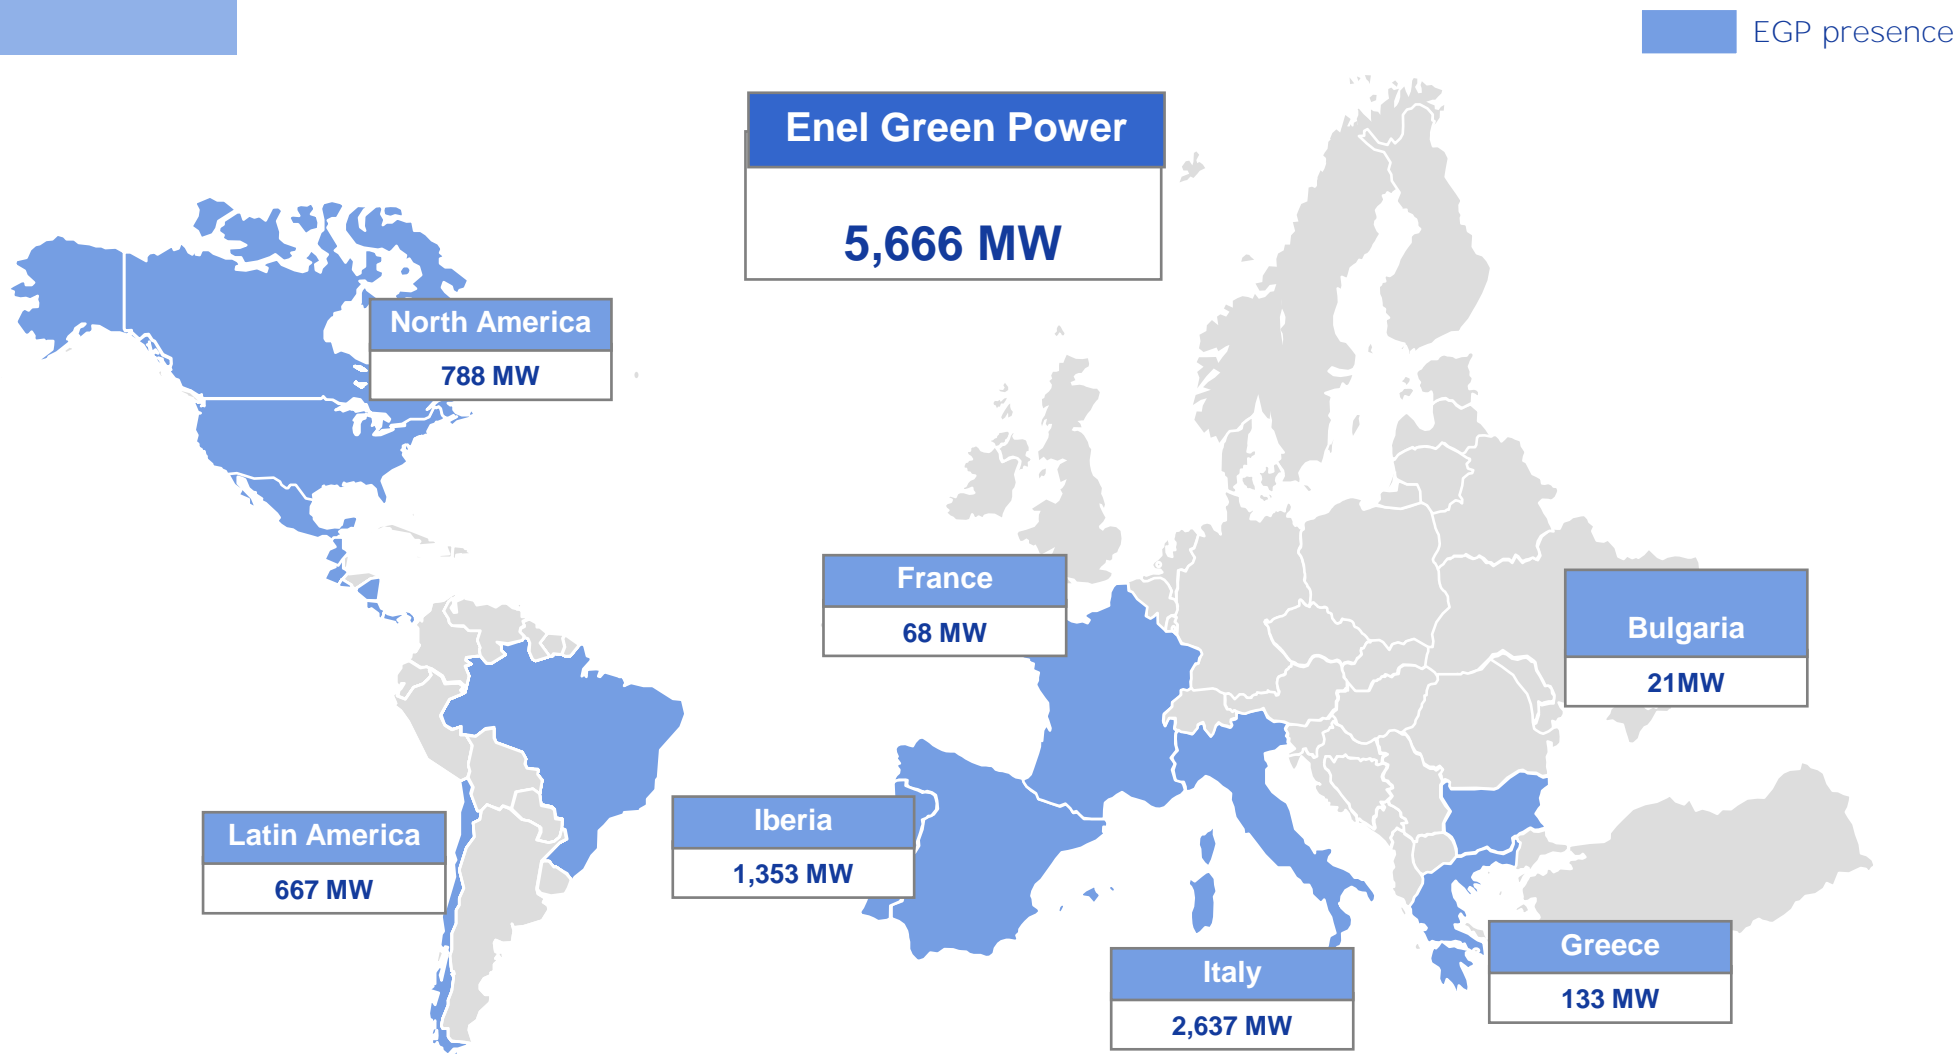 EGP presence
Enel Green Power
5,666 MW
North America
788 MW
France
68 MW
Bulgaria
21MW
Latin America
667 MW
Iberia
1,353 MW
Italy
2,637 MW
Greece
133 MW